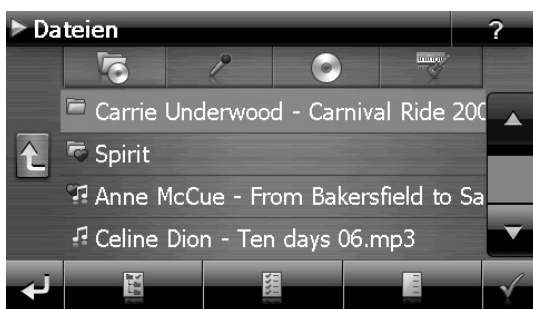 Dateien ?
Carrie Underwood - Carnival Ride 200
Spirit
Anne McCue - From Bakersfield to Sa
Celine Dion - Ten days 06.mp3